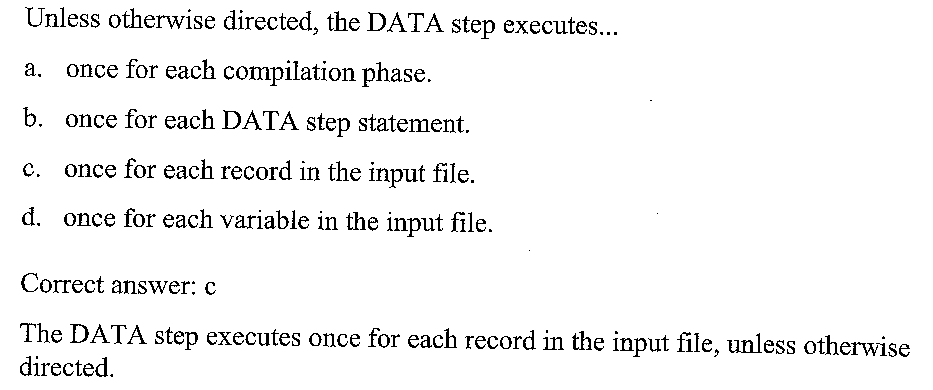 Unless otherwise directed, the DATA step executes...
a. once for each compilation phase.
b. once for each DATA step statement.
c. once for each record in the input file.
d. once for each variable in the input file.
Correct answer: c
The DATA step executes once for each record in the input file, unless otherwise
directed.